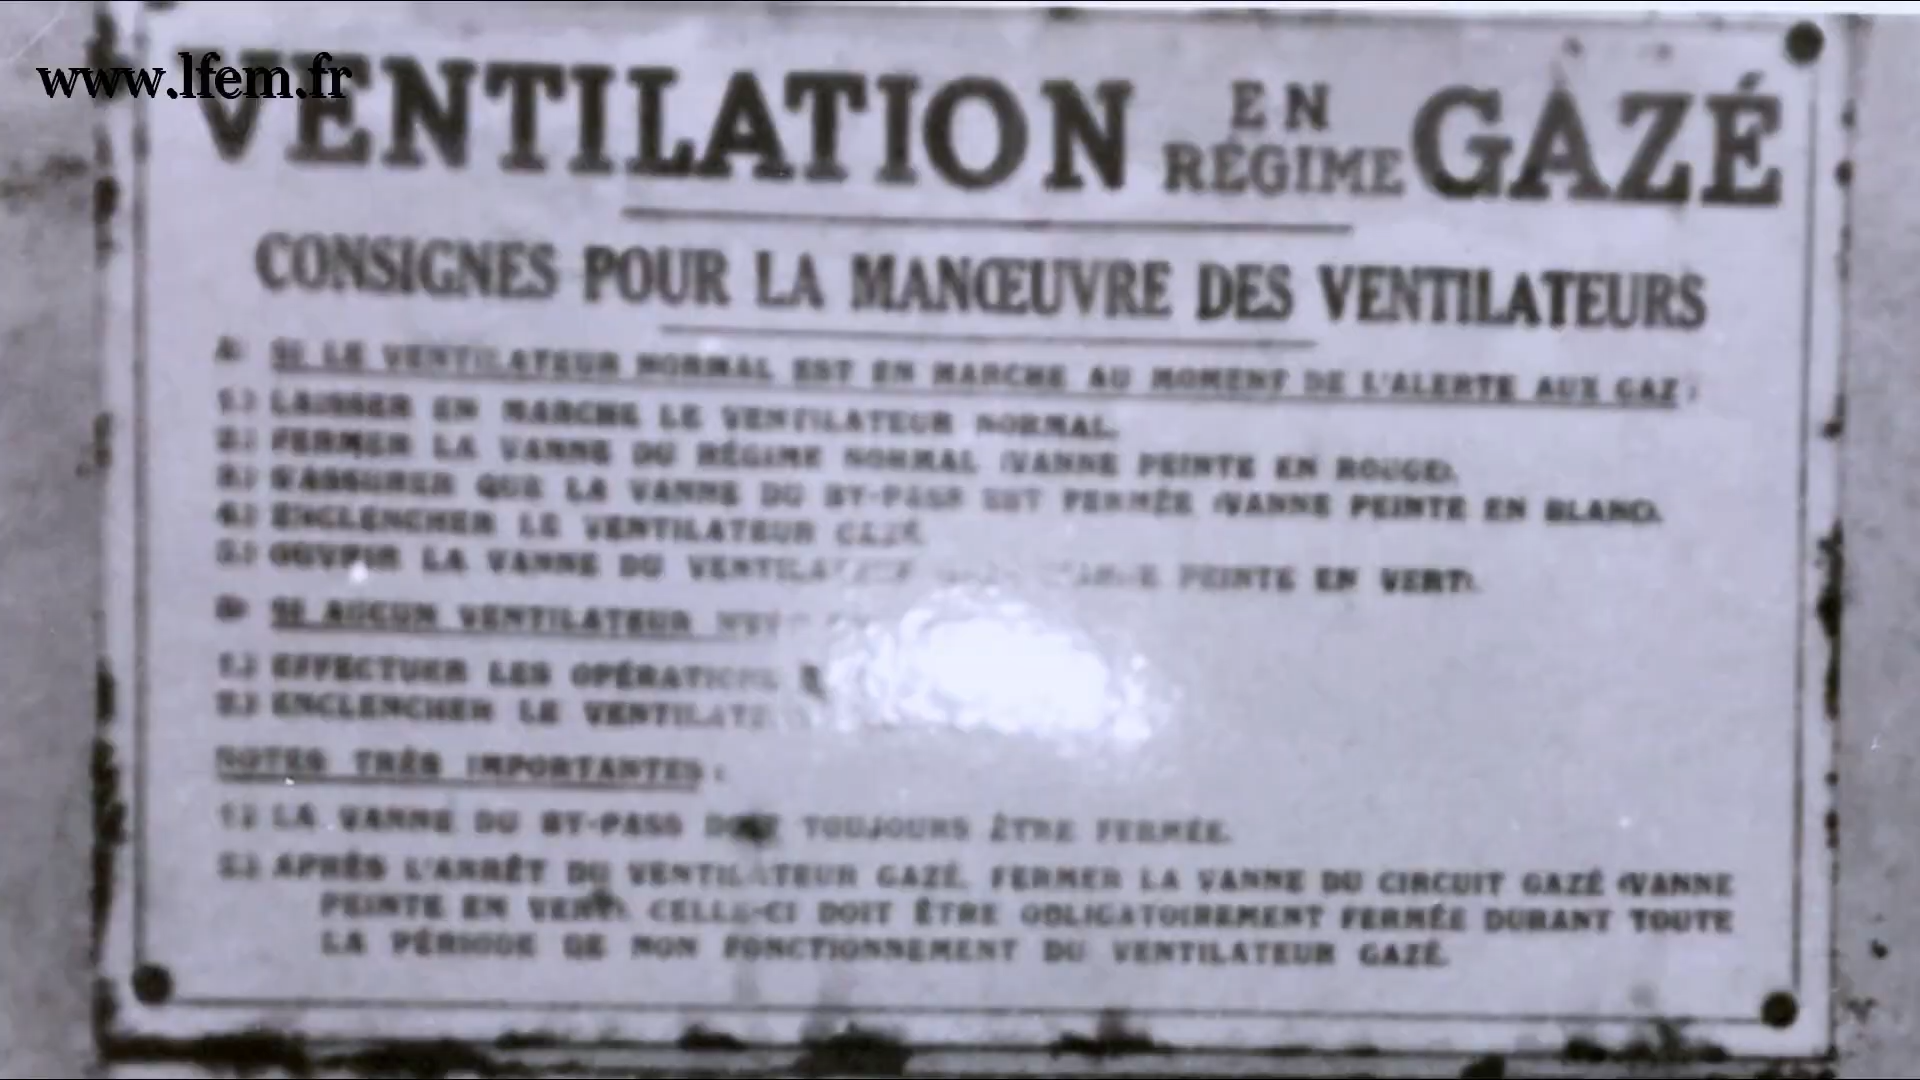 www.lfem.fr
VENTILATION EN RÉGIME GAZÉ
CONSIGNES POUR LA MANŒUVRE DES VENTILATEURS
A) SI LE VENTILATEUR NORMAL EST EN MARCHE AU MOMENT DE L'ALERTE AUX GAZ :
1.) LAISSER EN MARCHE LE VENTILATEUR NORMAL.
2.) FERMER LA VANNE DU RÉGIME NORMAL (VANNE PEINTE EN ROUGE).
3.) S'ASSURER QUE LA VANNE DU BY-PASS EST FERMÉE (VANNE PEINTE EN BLANC).
4.) ENCLENCHER LE VENTILATEUR GAZÉ.
5.) OUVRIR LA VANNE DU VENTILATEUR PEINTE EN VERT).
B) SI AUCUN VENTILATEUR
1.) EFFECTUER LES OPÉRATIONS
2.) ENCLENCHER LE
NOTES TRÈS IMPORTANTES :
1.) LA VANNE DU BY-PASS DOIT TOUJOURS ÊTRE FERMÉE.
2.) APRÈS L'ARRÊT DU VENTILATEUR GAZÉ, FERMER LA VANNE DU CIRCUIT GAZÉ (VANNE
PEINTE EN VERT). CELLE-CI DOIT ÊTRE OBLIGATOIREMENT FERMÉE DURANT TOUTE
LA PÉRIODE DE NON FONCTIONNEMENT DU VENTILATEUR GAZÉ.